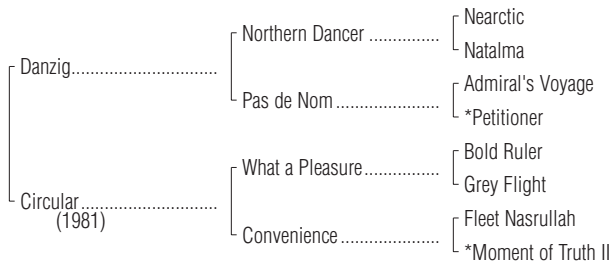 Nearctic
Northern Dancer ..............
Natalma
Danzig..............................
Admiral's Voyage
Pas de Nom .....................
*Petitioner
Bold Ruler
What a Pleasure...............
Grey Flight
Circular............................
(1981)
Fleet Nasrullah
Convenience ....................
*Moment of Truth II